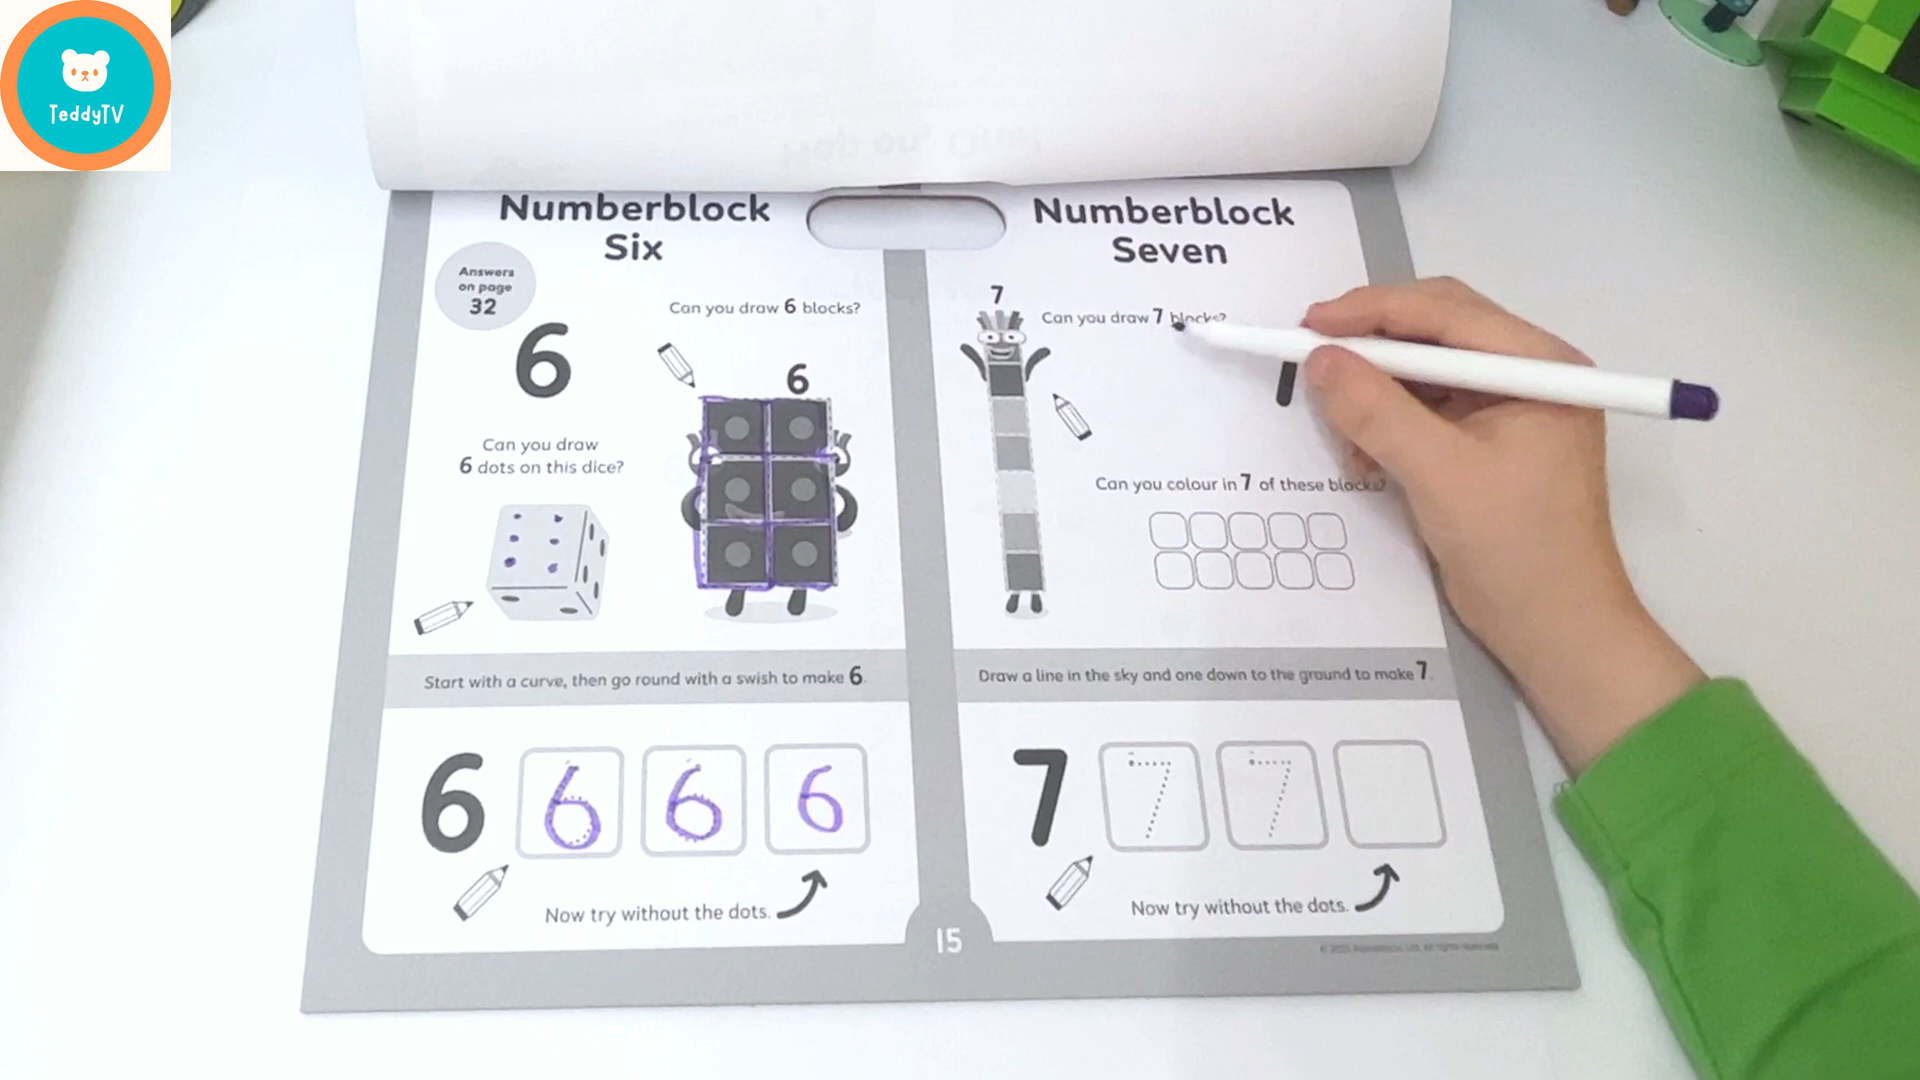 TeddyTV
Numberblock
Six
Answers
on page
32
6
Can you draw 6 blocks?
6
Can you draw
6 dots on this dice?
Start with a curve, then go round with a swish to make 6.
6 6 6 6
Now try without the dots.
Numberblock
Seven
7
Can you draw 7 blocks?
Can you colour in 7 of these blocks?
Draw a line in the sky and one down to the ground to make 7.
7 7 7
Now try without the dots.
15